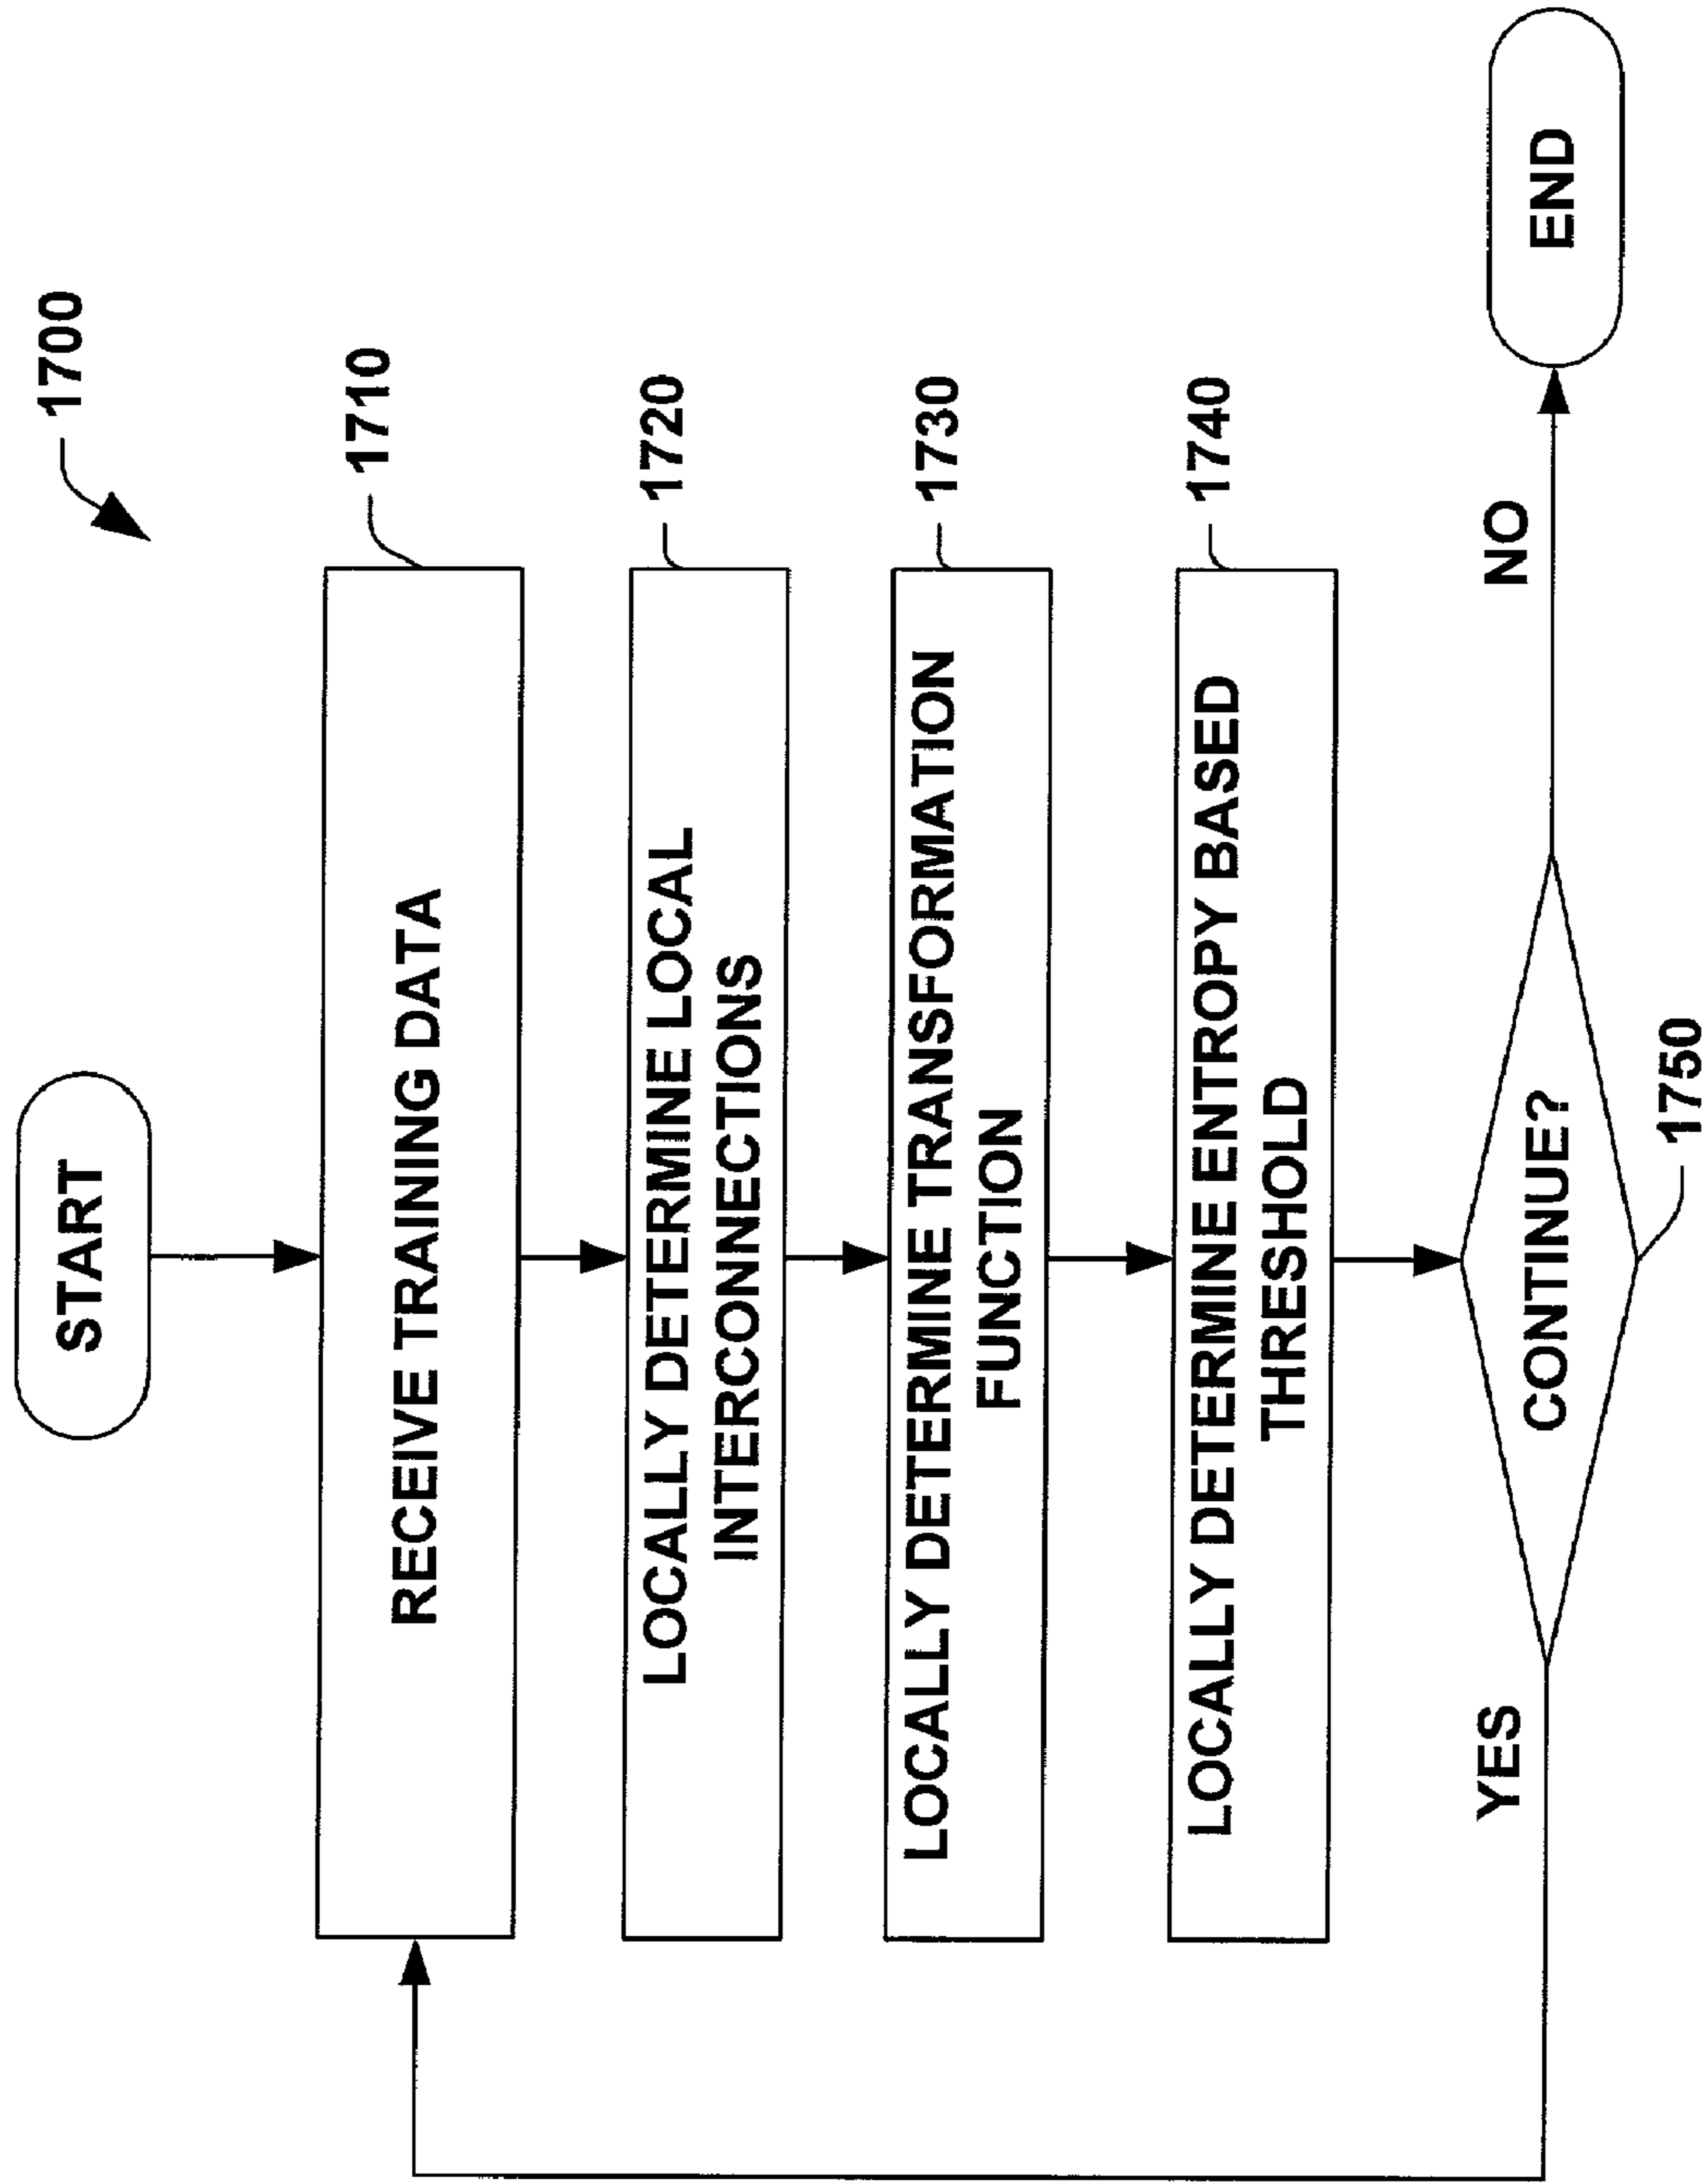 1700
START
RECEIVE TRAINING DATA
1710
LOCALLY DETERMINE LOCAL
INTERCONNECTIONS
1720
LOCALLY DETERMINE TRANSFORMATION
FUNCTION
1730
LOCALLY DETERMINE ENTROPY BASED
THRESHOLD
1740
YES
CONTINUE?
NO
END
1750